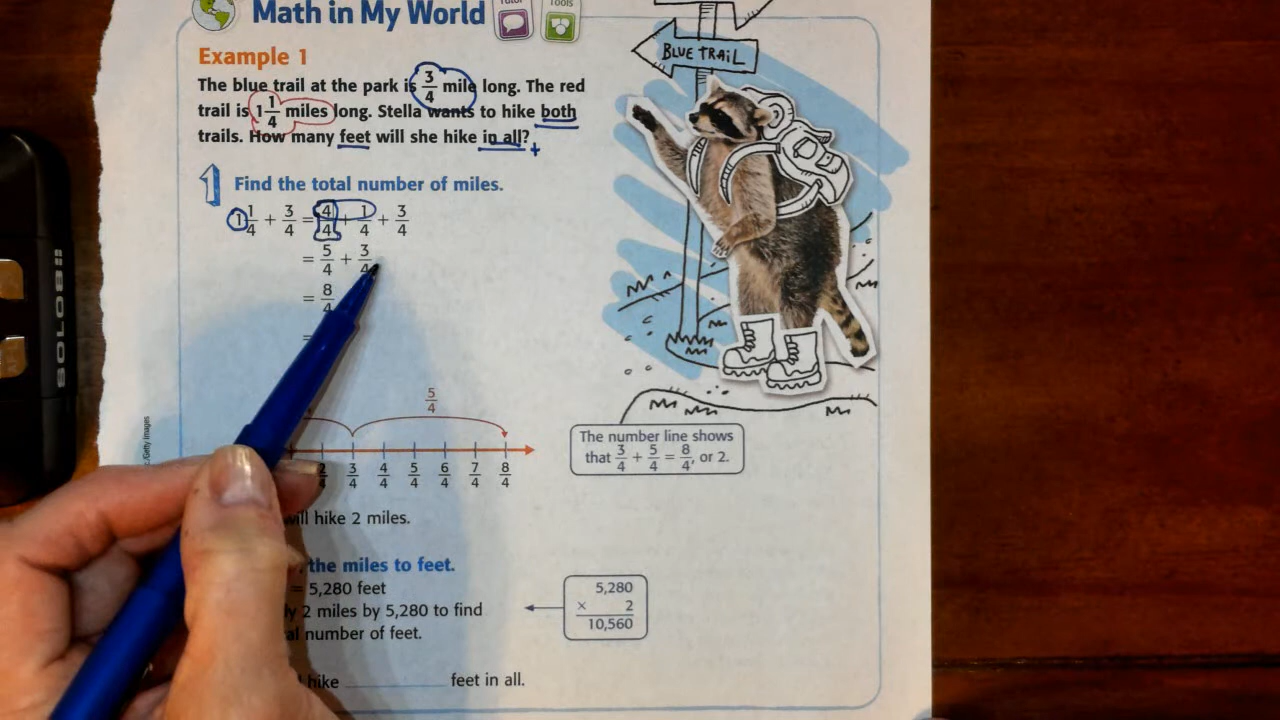 Math in My World
Tools
Example 1
The blue trail at the park is 3/4 mile long. The red
trail is 1 1/4 miles long. Stella wants to hike both
trails. How many feet will she hike in all?
+
1 Find the total number of miles.
1 1/4 + 3/4 = 4/4 + 1/4 + 3/4
= 5/4 + 3/4
= 8/4
=
5/4
2/4 3/4 4/4 5/4 6/4 7/4 8/4
will hike 2 miles.
the miles to feet.
= 5,280 feet
2 miles by 5,280 to find
number of feet.
hike feet in all.
BLUE TRAIL
The number line shows
that 3/4 + 5/4 = 8/4, or 2.
5,280
× 2
10,560
/Getty Images
SOLO8!!